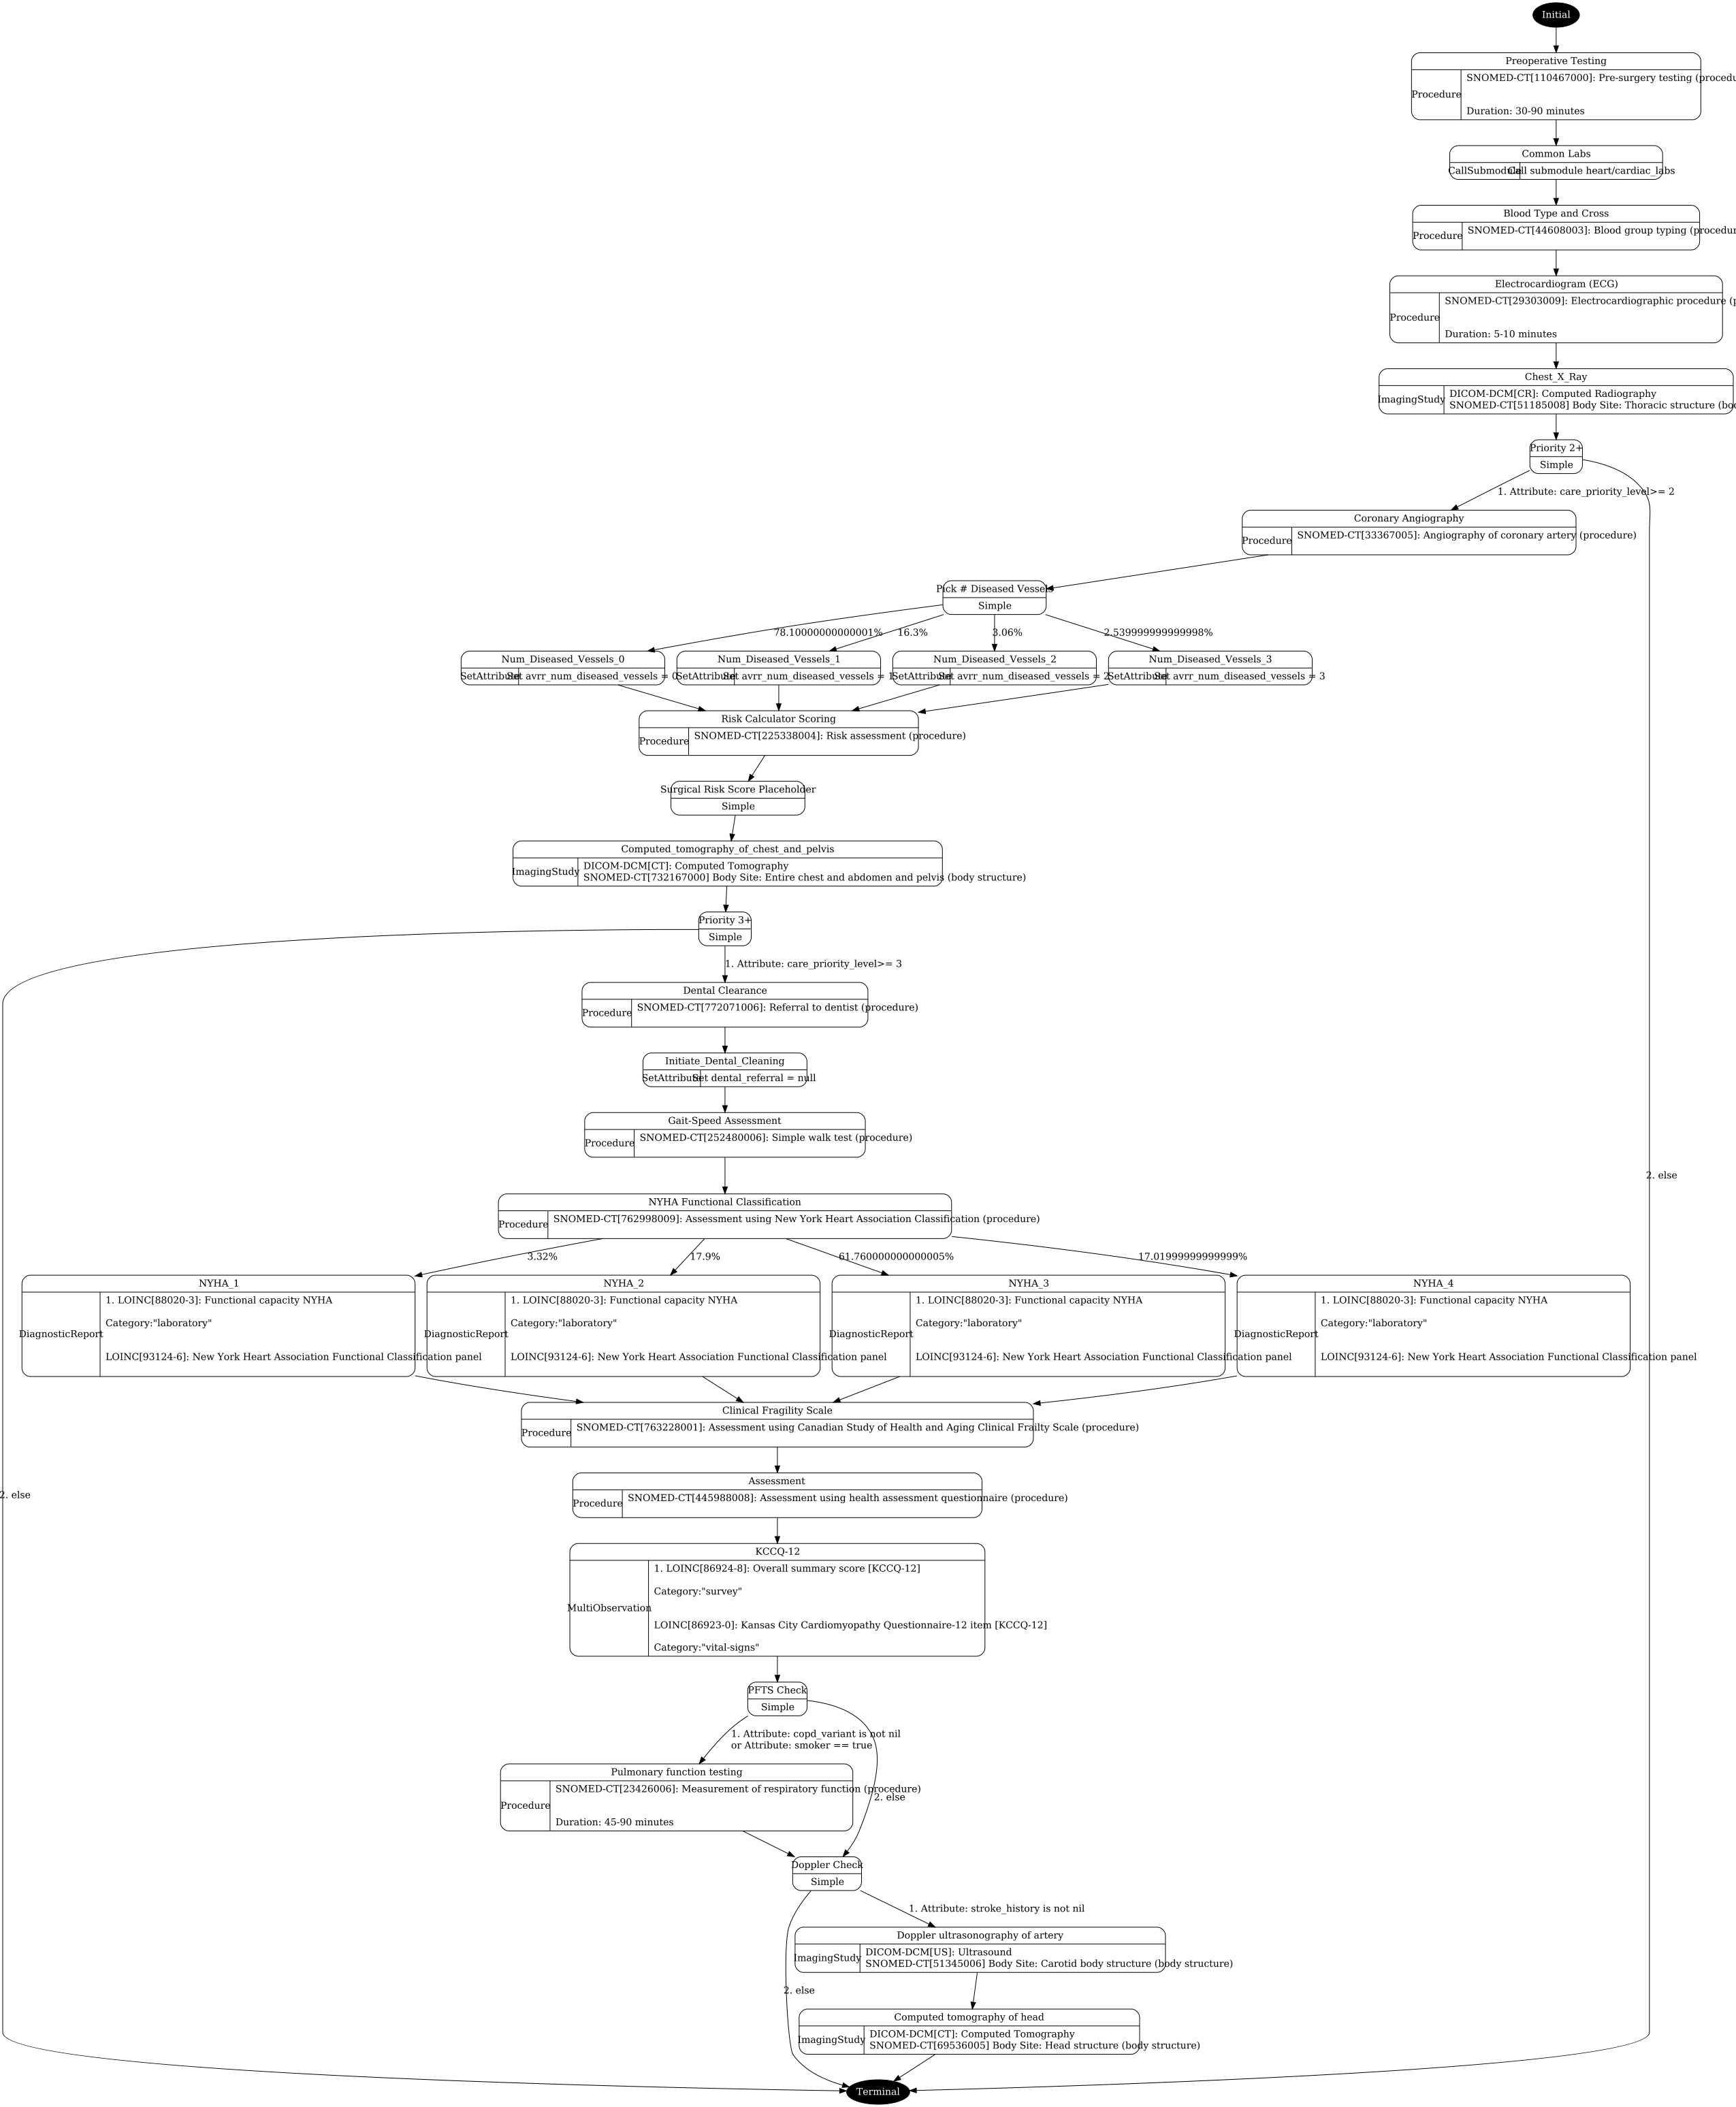 Initial
Preoperative Testing
Procedure
SNOMED-CT[110467000]: Pre-surgery testing (procedu
Duration: 30-90 minutes
Common Labs
CallSubmodule
Call submodule heart/cardiac_labs
Blood Type and Cross
Procedure
SNOMED-CT[44608003]: Blood group typing (procedur
Electrocardiogram (ECG)
Procedure
SNOMED-CT[29303009]: Electrocardiographic procedure (p
Duration: 5-10 minutes
Chest_X_Ray
ImagingStudy
DICOM-DCM[CR]: Computed Radiography
SNOMED-CT[51185008] Body Site: Thoracic structure (bod
Priority 2+
Simple
1. Attribute: care_priority_level>= 2
Coronary Angiography
Procedure
SNOMED-CT[33367005]: Angiography of coronary artery (procedure)
Pick # Diseased Vessels
Simple
78.10000000000001%
16.3%
3.06%
2.539999999999998%
Num_Diseased_Vessels_0
SetAttribute
Set avrr_num_diseased_vessels = 0
Num_Diseased_Vessels_1
SetAttribute
Set avrr_num_diseased_vessels = 1
Num_Diseased_Vessels_2
SetAttribute
Set avrr_num_diseased_vessels = 2
Num_Diseased_Vessels_3
SetAttribute
Set avrr_num_diseased_vessels = 3
Risk Calculator Scoring
Procedure
SNOMED-CT[225338004]: Risk assessment (procedure)
Surgical Risk Score Placeholder
Simple
Computed_tomography_of_chest_and_pelvis
ImagingStudy
DICOM-DCM[CT]: Computed Tomography
SNOMED-CT[732167000] Body Site: Entire chest and abdomen and pelvis (body structure)
Priority 3+
Simple
1. Attribute: care_priority_level>= 3
Dental Clearance
Procedure
SNOMED-CT[772071006]: Referral to dentist (procedure)
Initiate_Dental_Cleaning
SetAttribute
Set dental_referral = null
Gait-Speed Assessment
Procedure
SNOMED-CT[252480006]: Simple walk test (procedure)
2. else
NYHA Functional Classification
Procedure
SNOMED-CT[762998009]: Assessment using New York Heart Association Classification (procedure)
3.32%
17.9%
61.760000000000005%
17.01999999999999%
NYHA_1
DiagnosticReport
1. LOINC[88020-3]: Functional capacity NYHA
Category:"laboratory"
LOINC[93124-6]: New York Heart Association Functional Classification panel
NYHA_2
DiagnosticReport
1. LOINC[88020-3]: Functional capacity NYHA
Category:"laboratory"
LOINC[93124-6]: New York Heart Association Functional Classification panel
NYHA_3
DiagnosticReport
1. LOINC[88020-3]: Functional capacity NYHA
Category:"laboratory"
LOINC[93124-6]: New York Heart Association Functional Classification panel
NYHA_4
DiagnosticReport
1. LOINC[88020-3]: Functional capacity NYHA
Category:"laboratory"
LOINC[93124-6]: New York Heart Association Functional Classification panel
Clinical Fragility Scale
Procedure
SNOMED-CT[763228001]: Assessment using Canadian Study of Health and Aging Clinical Frailty Scale (procedure)
Assessment
Procedure
SNOMED-CT[445988008]: Assessment using health assessment questionnaire (procedure)
2. else
KCCQ-12
MultiObservation
1. LOINC[86924-8]: Overall summary score [KCCQ-12]
Category:"survey"
LOINC[86923-0]: Kansas City Cardiomyopathy Questionnaire-12 item [KCCQ-12]
Category:"vital-signs"
PFTS Check
Simple
1. Attribute: copd_variant is not nil
or Attribute: smoker == true
Pulmonary function testing
Procedure
SNOMED-CT[23426006]: Measurement of respiratory function (procedure)
Duration: 45-90 minutes
2. else
Doppler Check
Simple
1. Attribute: stroke_history is not nil
Doppler ultrasonography of artery
ImagingStudy
DICOM-DCM[US]: Ultrasound
SNOMED-CT[51345006] Body Site: Carotid body structure (body structure)
2. else
Computed tomography of head
ImagingStudy
DICOM-DCM[CT]: Computed Tomography
SNOMED-CT[69536005] Body Site: Head structure (body structure)
Terminal